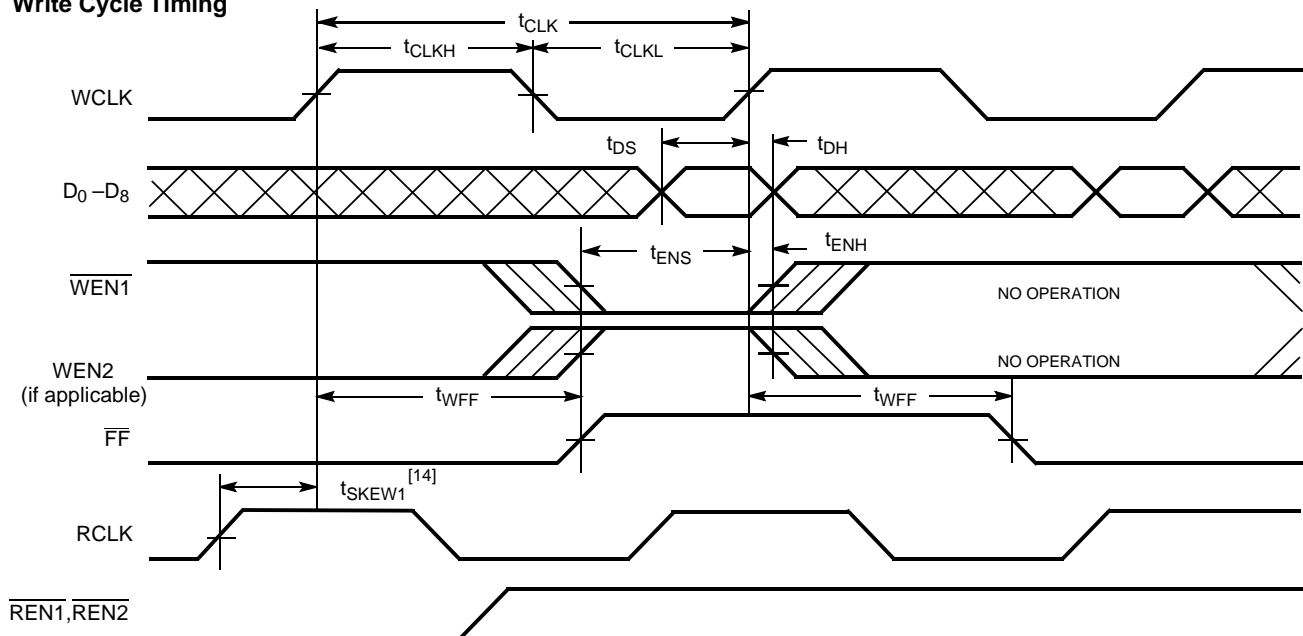 Write Cycle Timing
tCLK
tCLKH
tCLKL
WCLK
tDS
tDH
D0 –D8
tENS
tENH
WEN1
NO OPERATION
WEN2
(if applicable)
NO OPERATION
tWFF
tWFF
FF
tSKEW1[14]
RCLK
REN1,REN2